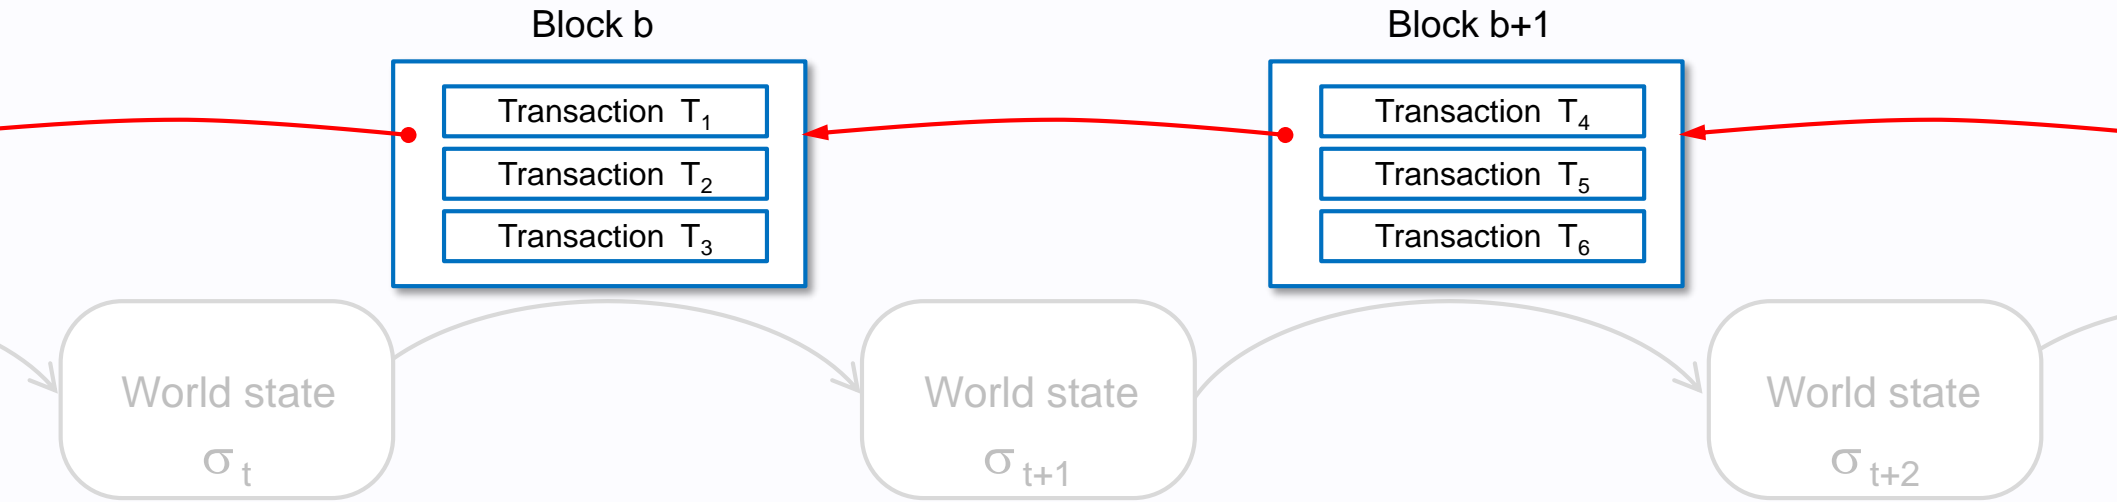 Block b
Block b+1
Transaction T₁
Transaction T₂
Transaction T₃
Transaction T₄
Transaction T₅
Transaction T₆
World state
σ t
World state
σ t+1
World state
σ t+2